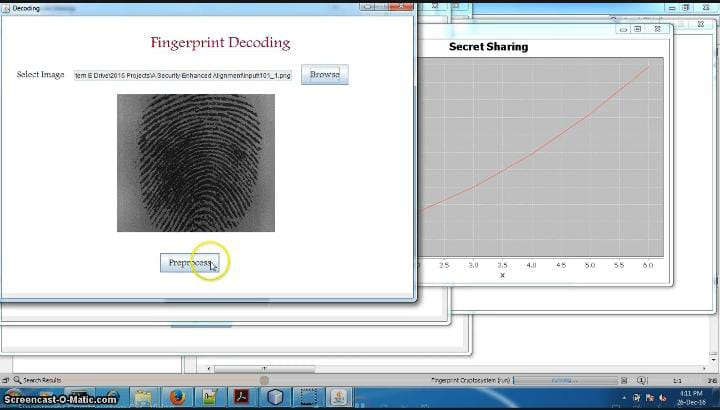 Decoding
Fingerprint Decoding
Select Image
tem E Drive\2016 Projects\A Security-Enhanced Alignment\input\101_1.png
Browse
Preprocess
Secret Sharing
2.5
3.0
3.5
4.0
4.5
5.0
5.5
6.0
x
Search Results
Fingerprint Cryptosystem (run)
running...
1:1
Screencast-O-Matic.com
4:11 PM
26-Dec-16